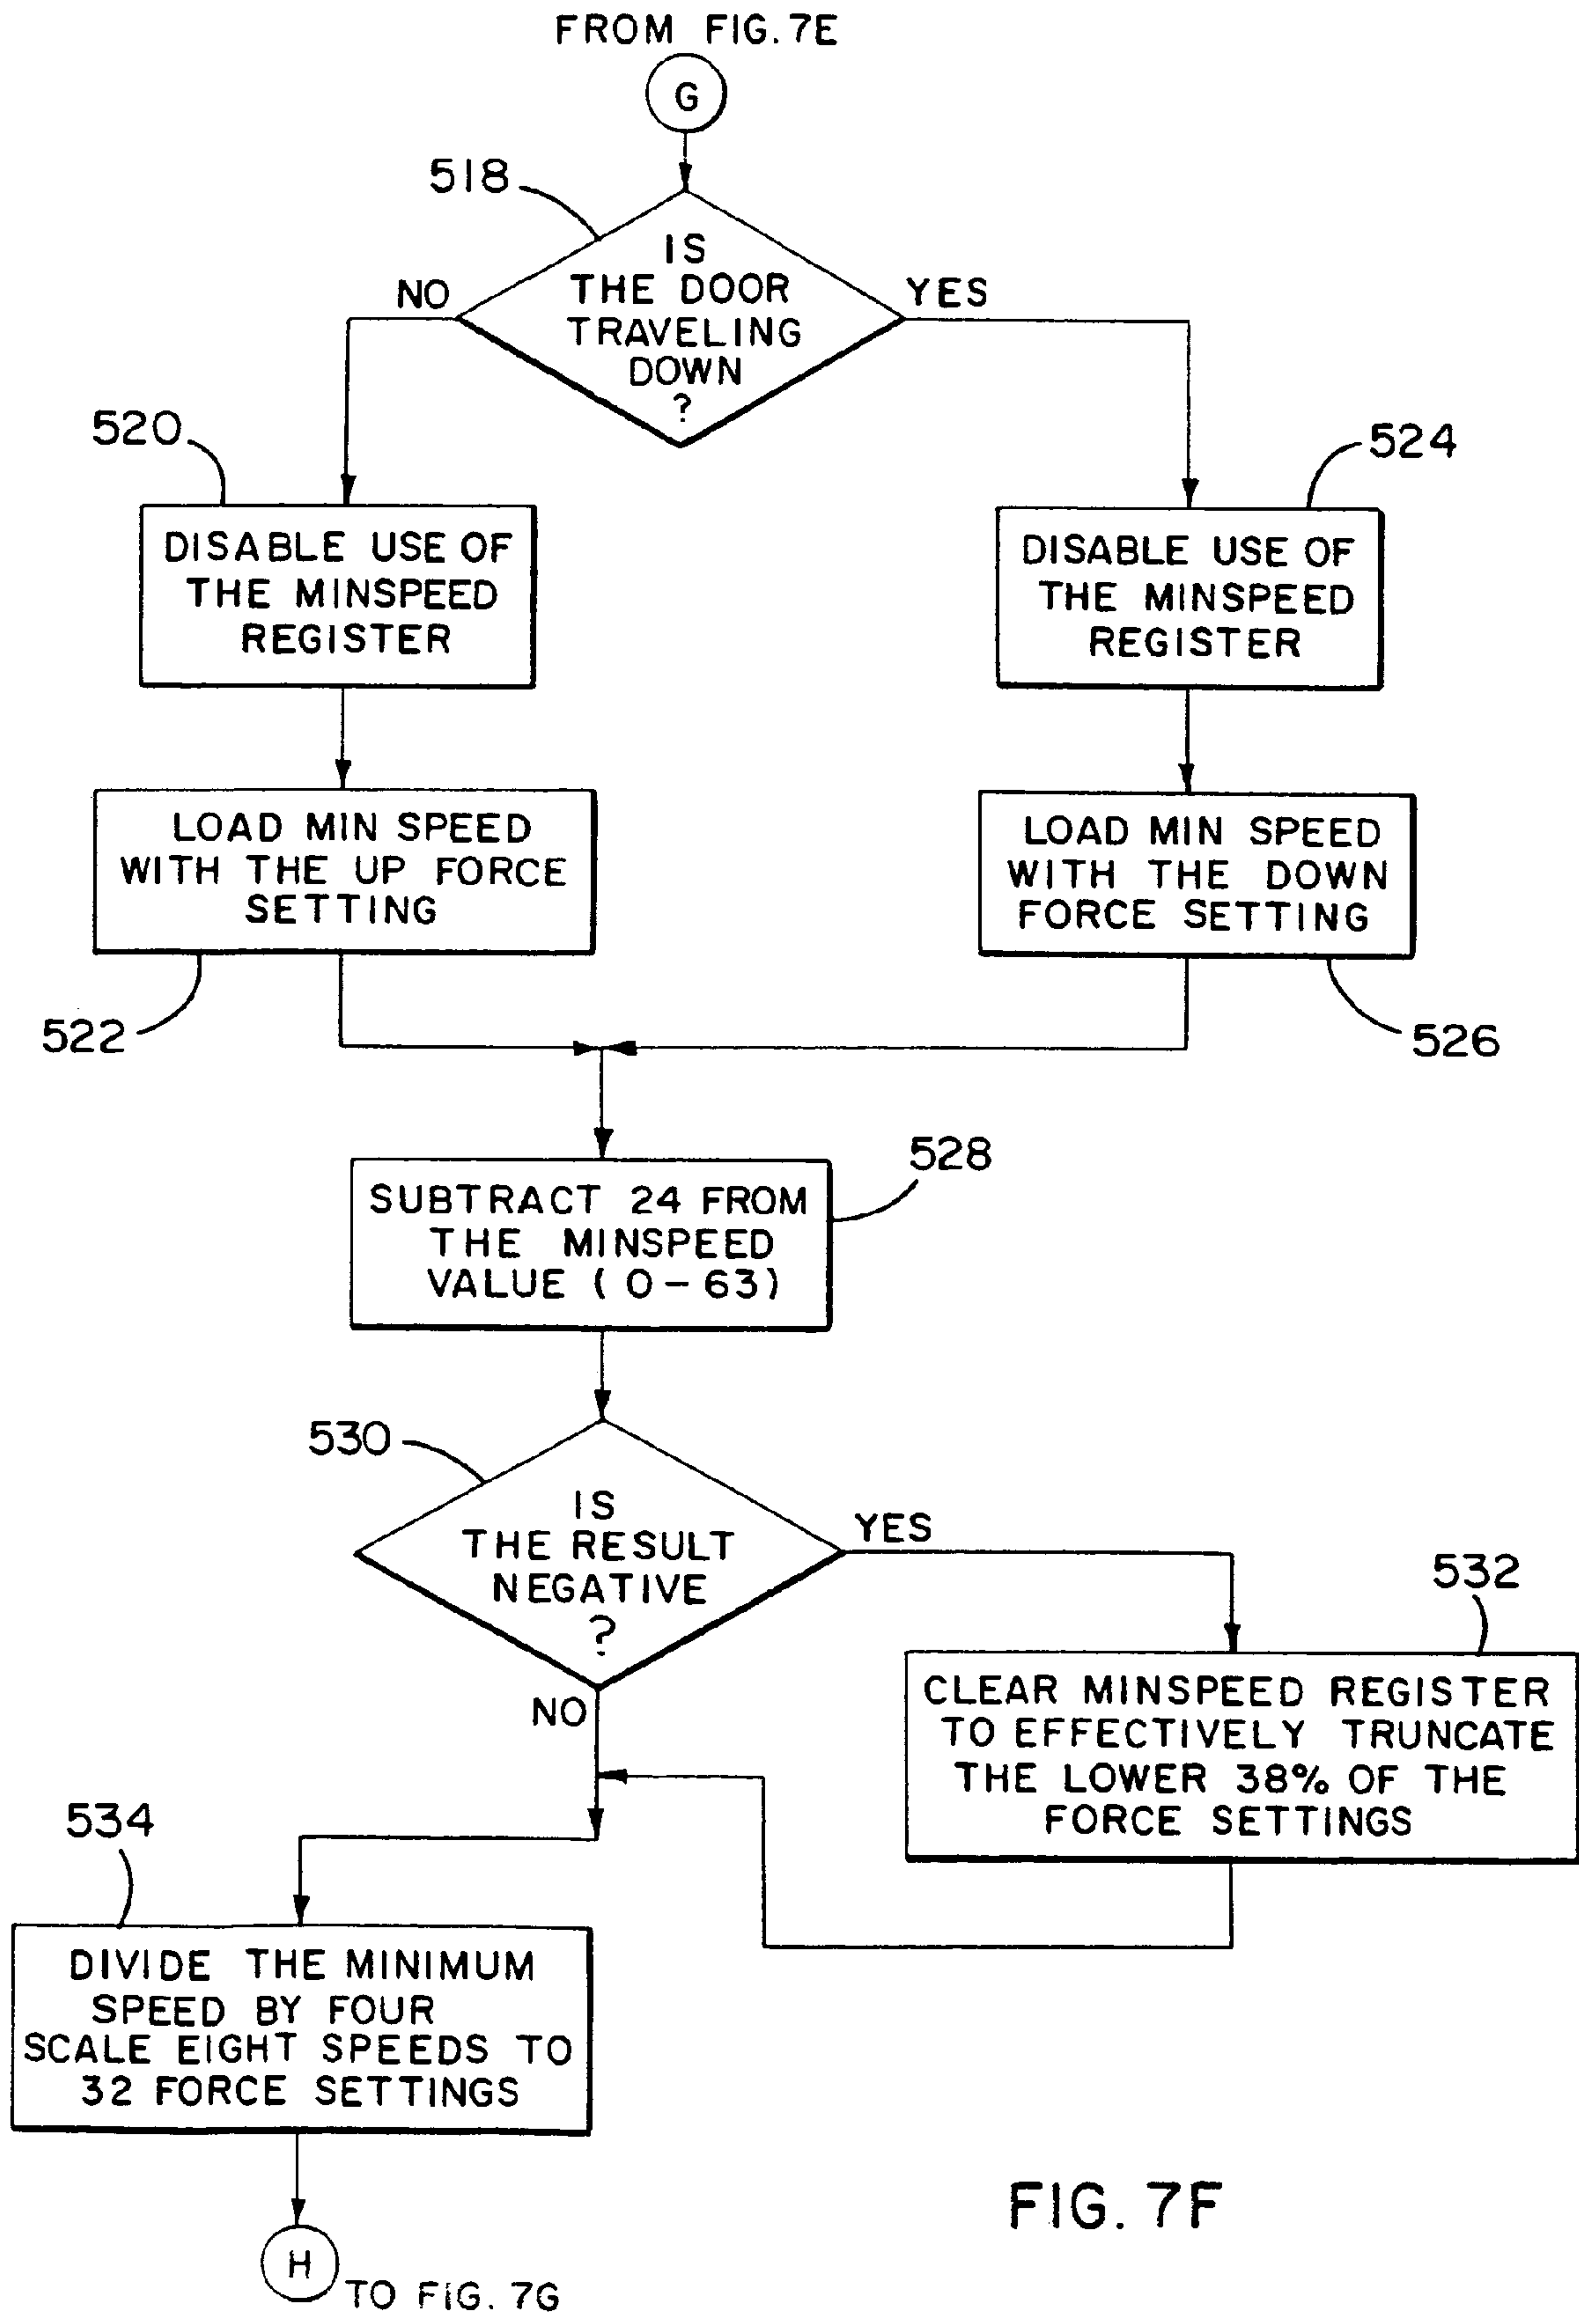 FROM FIG. 7E
G
518
IS
THE DOOR
TRAVELING
DOWN
?
NO
YES
520
DISABLE USE OF
THE MINSPEED
REGISTER
524
DISABLE USE OF
THE MINSPEED
REGISTER
LOAD MIN SPEED
WITH THE UP FORCE
SETTING
522
LOAD MIN SPEED
WITH THE DOWN
FORCE SETTING
526
528
SUBTRACT 24 FROM
THE MINSPEED
VALUE (0-63)
530
IS
THE RESULT
NEGATIVE
?
YES
NO
532
CLEAR MINSPEED REGISTER
TO EFFECTIVELY TRUNCATE
THE LOWER 38% OF THE
FORCE SETTINGS
534
DIVIDE THE MINIMUM
SPEED BY FOUR
SCALE EIGHT SPEEDS TO
32 FORCE SETTINGS
H
TO FIG. 7G
FIG. 7F